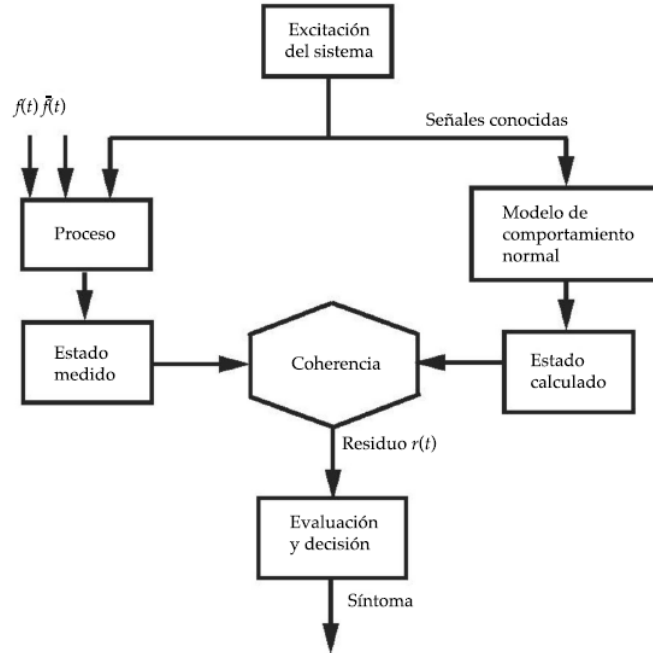 Excitación
del sistema
f(t) f̄(t)
Señales conocidas
Proceso
Modelo de
comportamiento
normal
Estado
medido
Coherencia
Estado
calculado
Residuo r(t)
Evaluación
y decisión
Síntoma